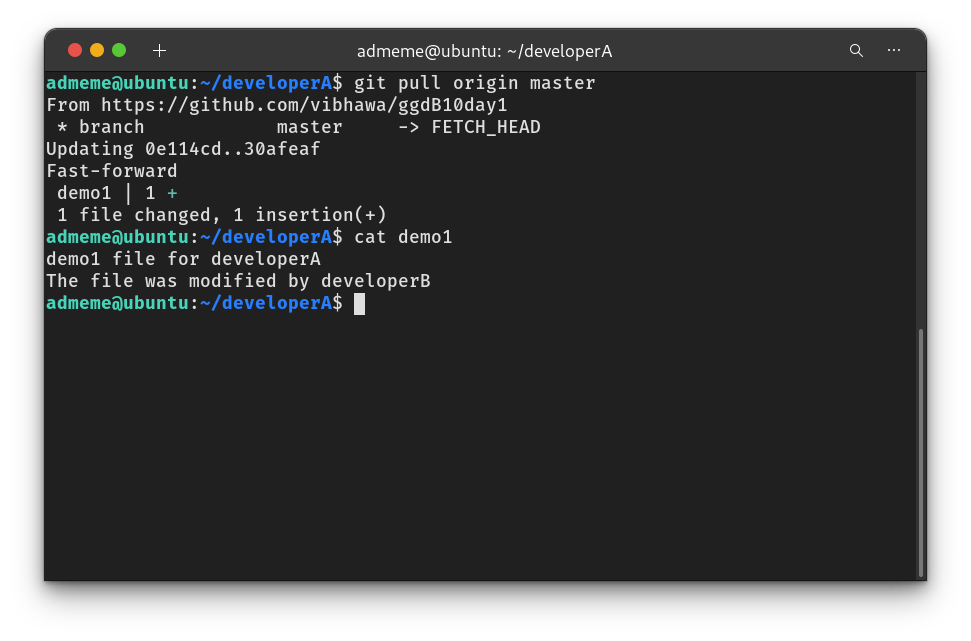 admeme@ubuntu: ~/developerA
admeme@ubuntu:~/developerA$ git pull origin master
From https://github.com/vibhawa/ggdB10day1
 * branch            master     -> FETCH_HEAD
Updating 0e114cd..30afeaf
Fast-forward
 demo1 | 1 +
 1 file changed, 1 insertion(+)
admeme@ubuntu:~/developerA$ cat demo1
demo1 file for developerA
The file was modified by developerB
admeme@ubuntu:~/developerA$